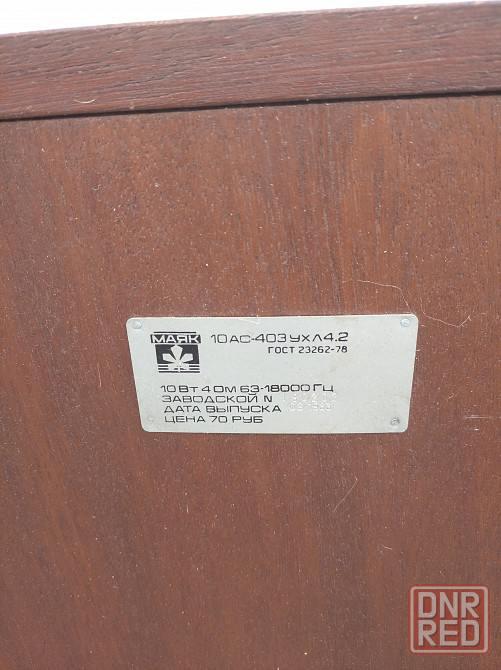 МАЯК
10АС-403 УХЛ4.2
ГОСТ 23262-78
10 Вт 4 Ом 63-18000 Гц
ЗАВОДСКОЙ N
ДАТА ВЫПУСКА
ЦЕНА 70 РУБ
DNR
RED